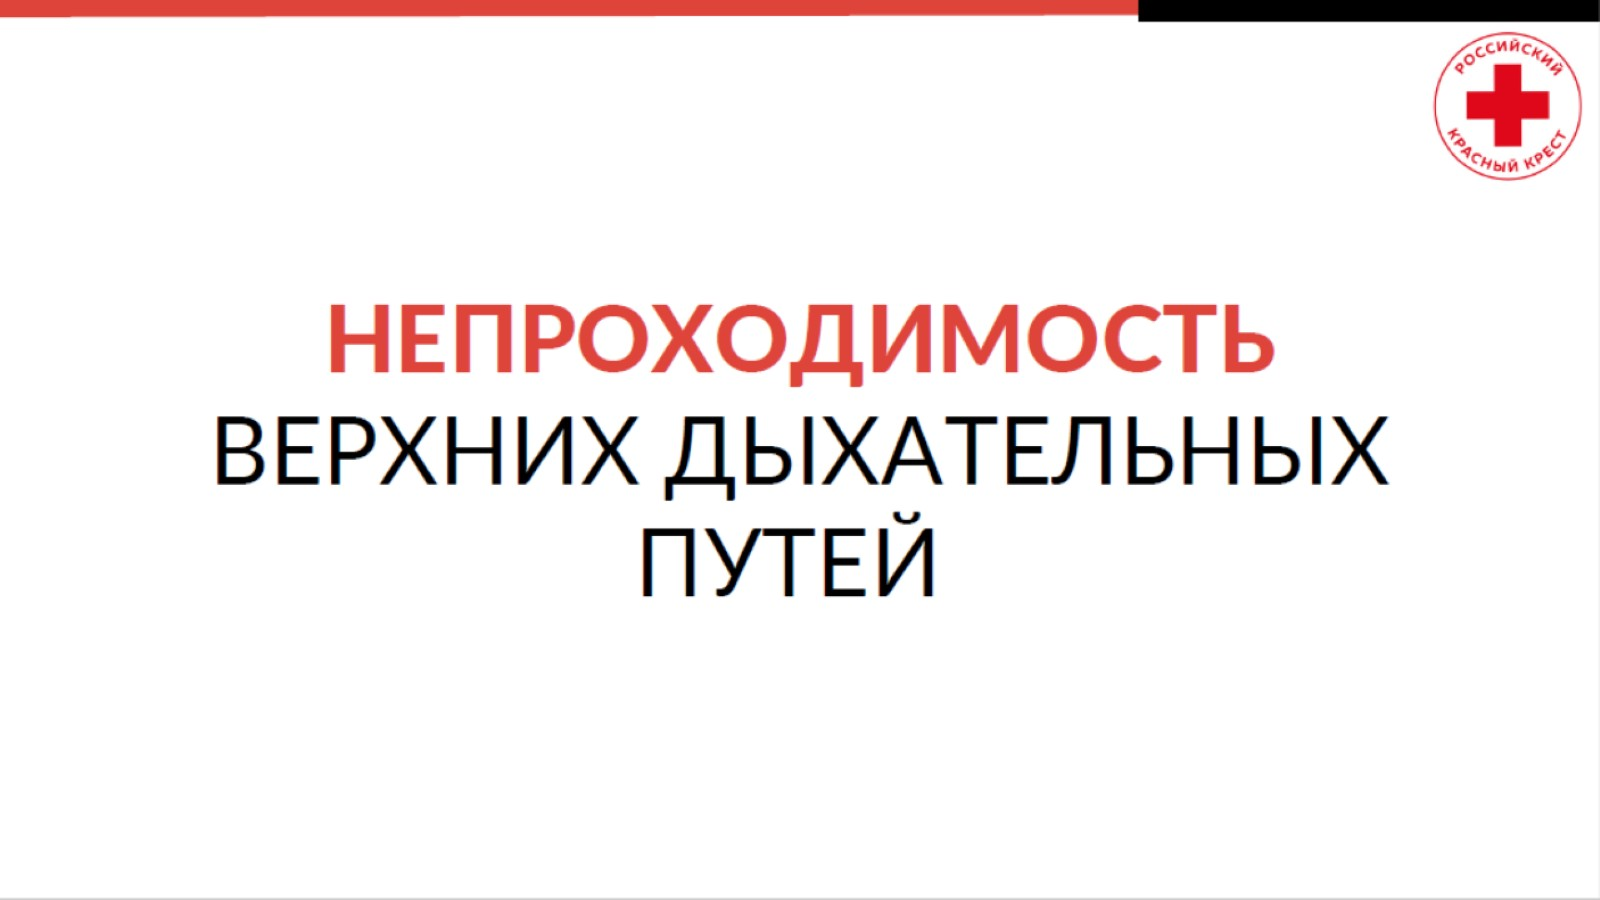 РОССИЙСКИЙ
КРАСНЫЙ КРЕСТ
НЕПРОХОДИМОСТЬ
ВЕРХНИХ ДЫХАТЕЛЬНЫХ
ПУТЕЙ